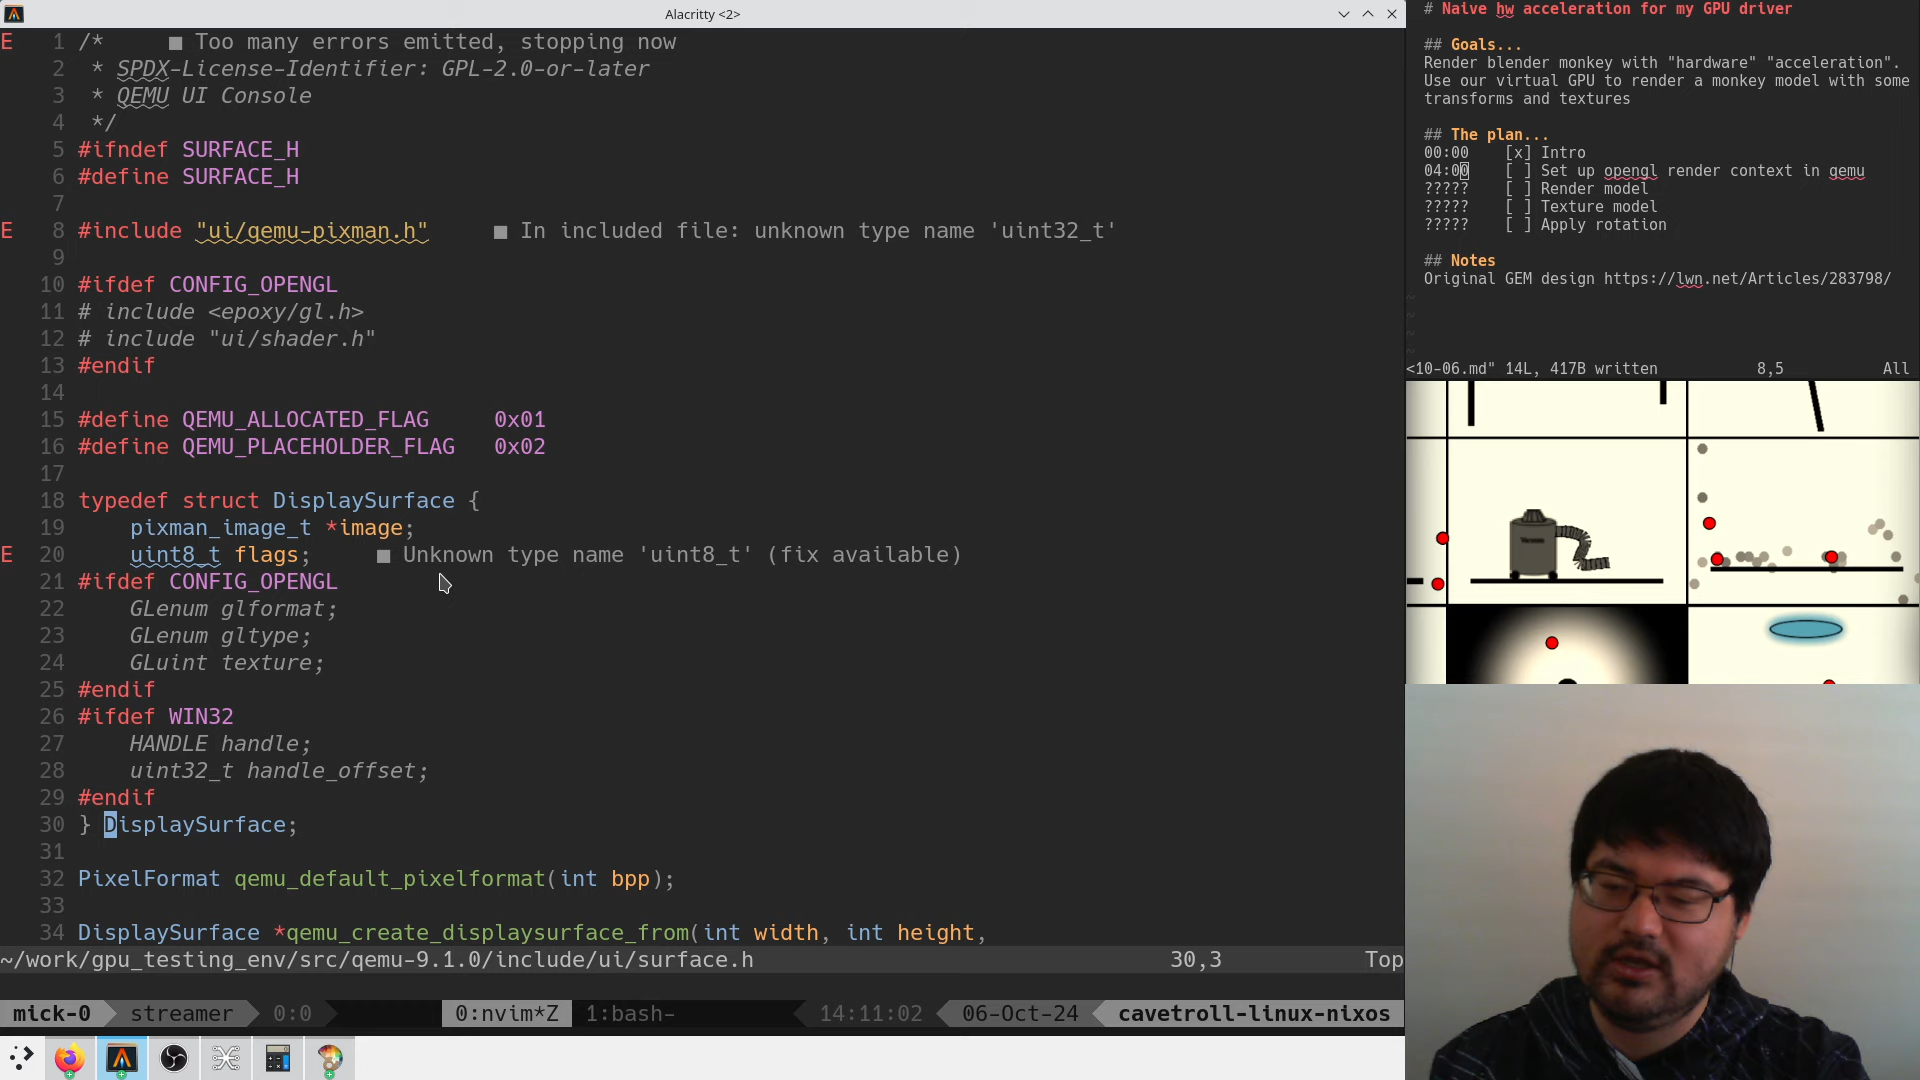 Alacritty <2>
E 1 /* ■ Too many errors emitted, stopping now
2 * SPDX-License-Identifier: GPL-2.0-or-later
3 * QEMU UI Console
4 */
5 #ifndef SURFACE_H
6 #define SURFACE_H
7
E 8 #include "ui/qemu-pixman.h" ■ In included file: unknown type name 'uint32_t'
9
10 #ifdef CONFIG_OPENGL
11 # include <epoxy/gl.h>
12 # include "ui/shader.h"
13 #endif
14
15 #define QEMU_ALLOCATED_FLAG 0x01
16 #define QEMU_PLACEHOLDER_FLAG 0x02
17
18 typedef struct DisplaySurface {
19 pixman_image_t *image;
E 20 uint8_t flags; ■ Unknown type name 'uint8_t' (fix available)
21 #ifdef CONFIG_OPENGL
22 GLenum glformat;
23 GLenum gltype;
24 GLuint texture;
25 #endif
26 #ifdef WIN32
27 HANDLE handle;
28 uint32_t handle_offset;
29 #endif
30 } DisplaySurface;
31
32 PixelFormat qemu_default_pixelformat(int bpp);
33
34 DisplaySurface *qemu_create_displaysurface_from(int width, int height,
~/work/gpu_testing_env/src/qemu-9.1.0/include/ui/surface.h 30,3 Top
mick-0 streamer 0:0 0:nvim*Z 1:bash- 14:11:02 06-Oct-24 cavetroll-linux-nixos
# Naive hw acceleration for my GPU driver
## Goals...
Render blender monkey with "hardware" "acceleration".
Use our virtual GPU to render a monkey model with some
transforms and textures
## The plan...
00:00 [x] Intro
04:00 [ ] Set up opengl render context in qemu
????? [ ] Render model
????? [ ] Texture model
????? [ ] Apply rotation
## Notes
Original GEM design https://lwn.net/Articles/283798/
~
~
~
~
<10-06.md" 14L, 417B written 8,5 All